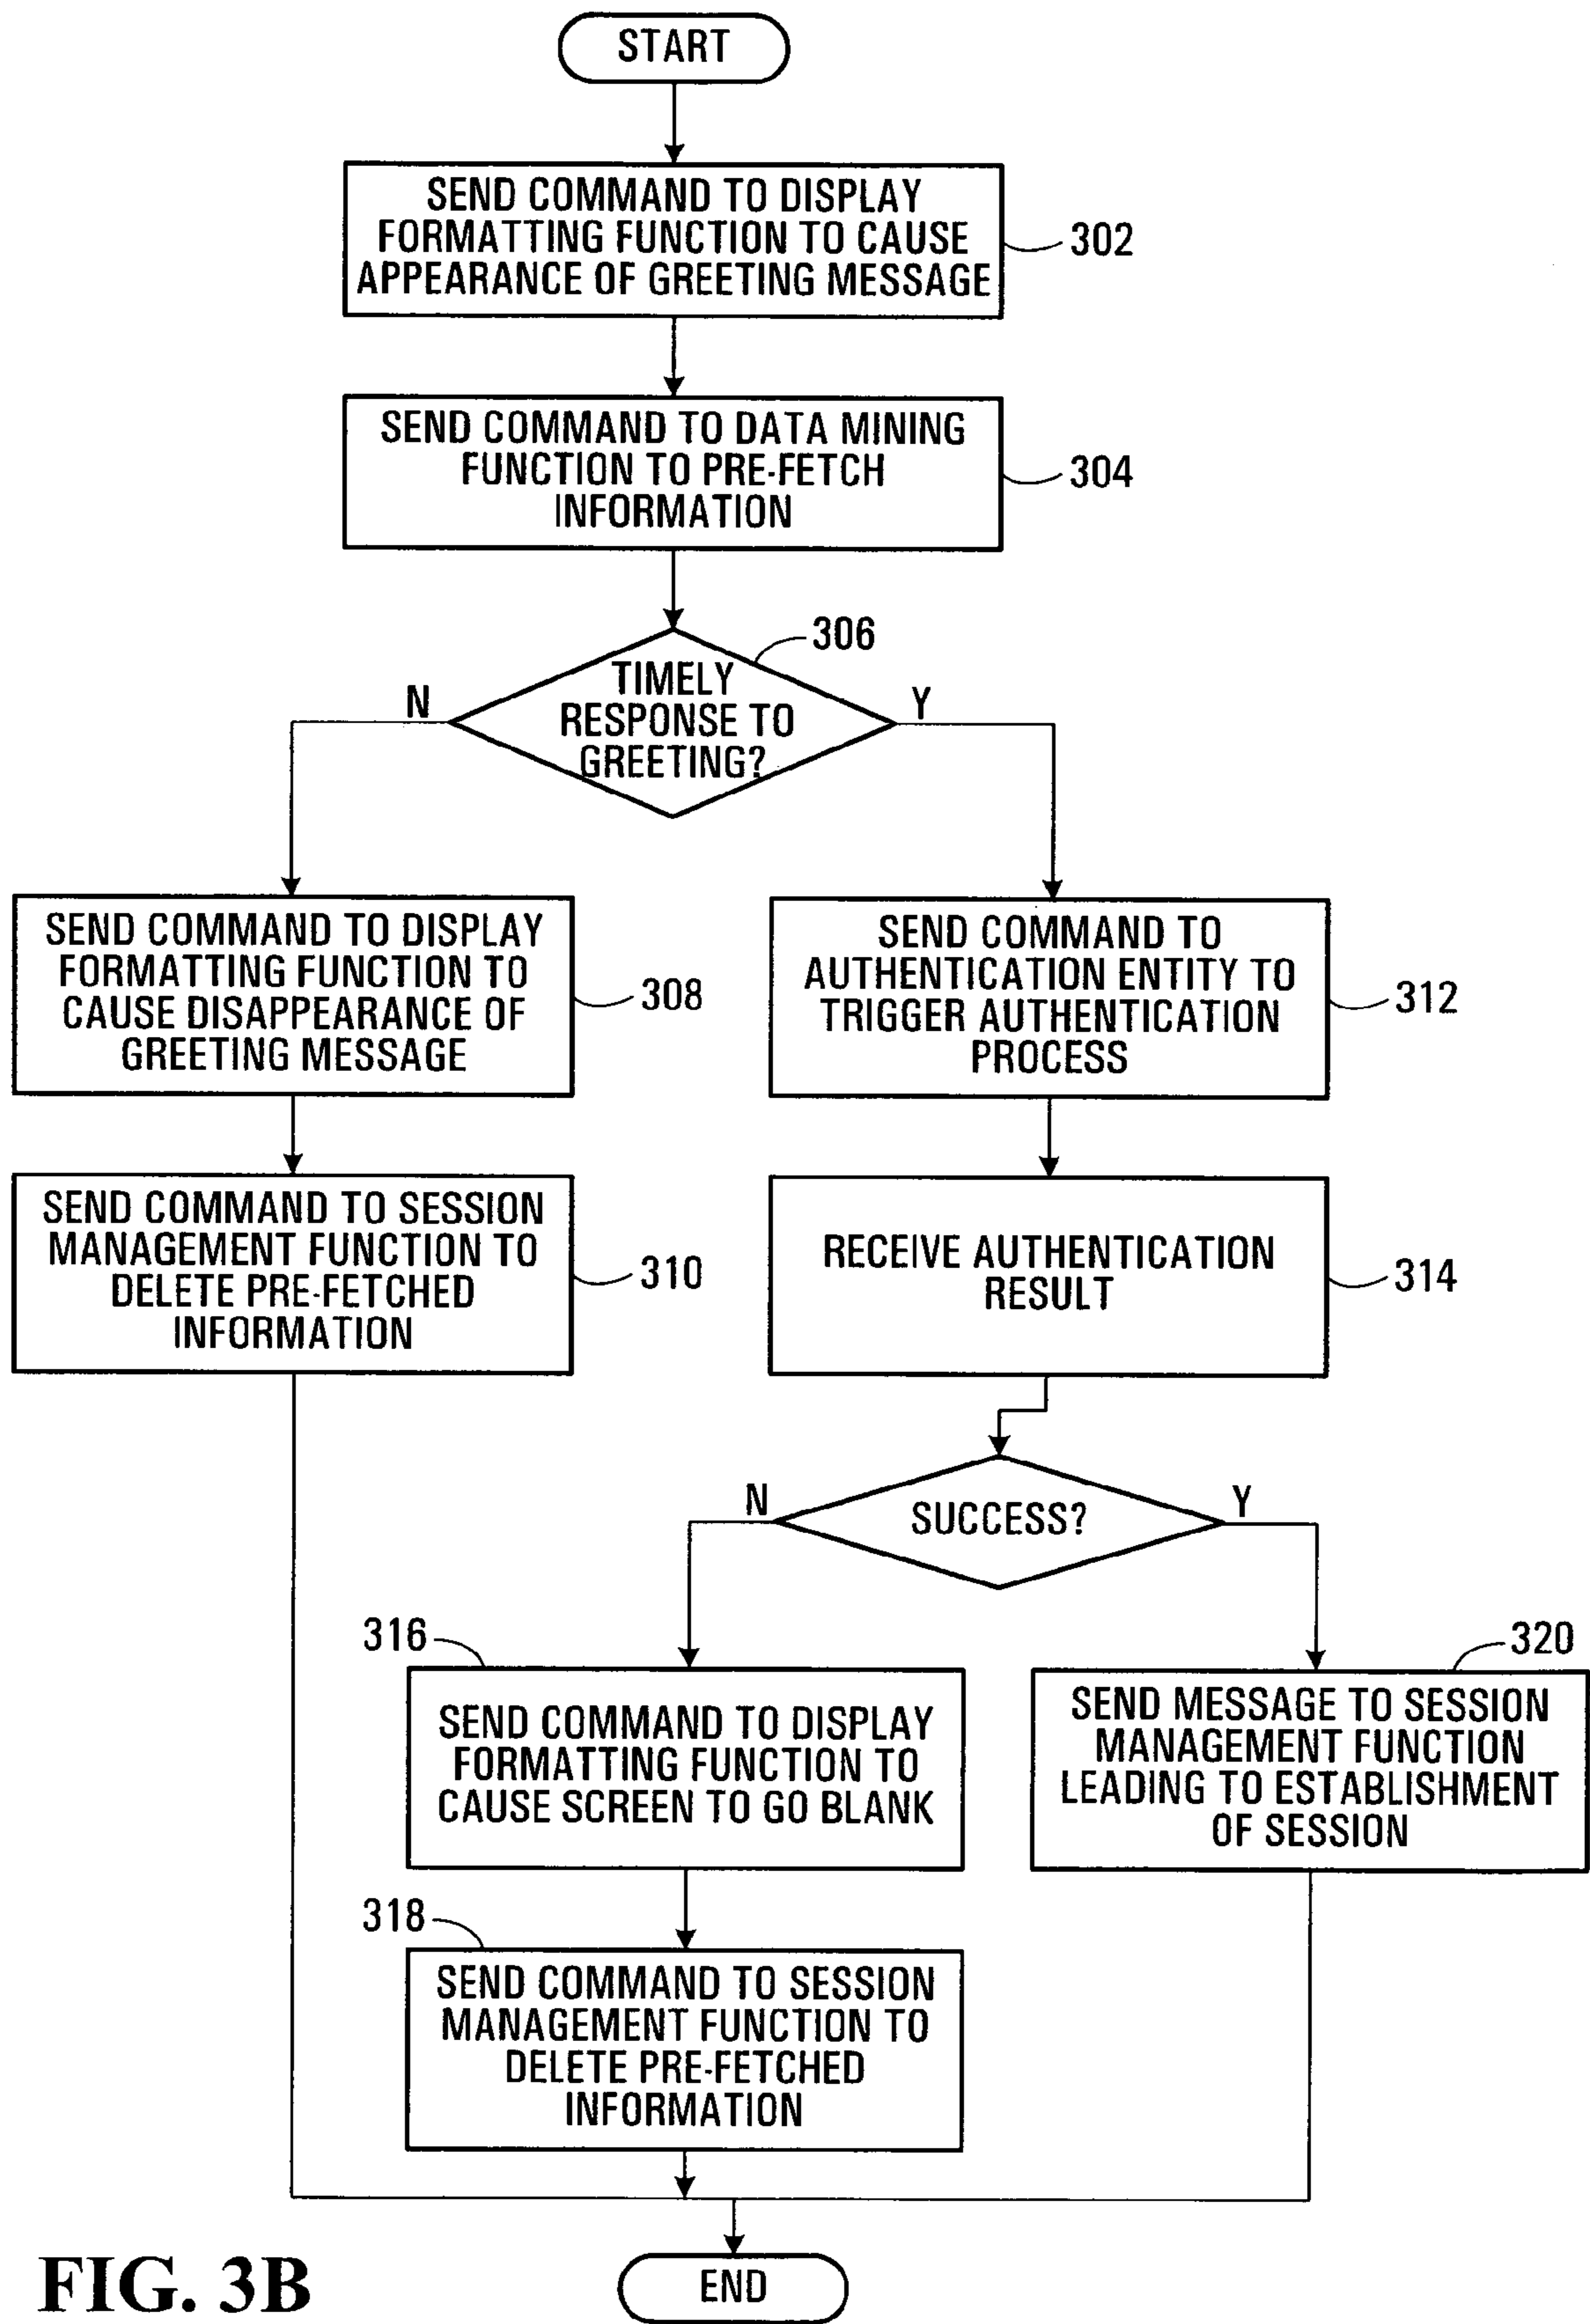 START
SEND COMMAND TO DISPLAY
FORMATTING FUNCTION TO CAUSE
APPEARANCE OF GREETING MESSAGE
302
SEND COMMAND TO DATA MINING
FUNCTION TO PRE-FETCH
INFORMATION
304
306
TIMELY
RESPONSE TO
GREETING?
N
Y
SEND COMMAND TO DISPLAY
FORMATTING FUNCTION TO
CAUSE DISAPPEARANCE OF
GREETING MESSAGE
308
SEND COMMAND TO
AUTHENTICATION ENTITY TO
TRIGGER AUTHENTICATION
PROCESS
312
SEND COMMAND TO SESSION
MANAGEMENT FUNCTION TO
DELETE PRE-FETCHED
INFORMATION
310
RECEIVE AUTHENTICATION
RESULT
314
SUCCESS?
N
Y
316
SEND COMMAND TO DISPLAY
FORMATTING FUNCTION TO
CAUSE SCREEN TO GO BLANK
320
SEND MESSAGE TO SESSION
MANAGEMENT FUNCTION
LEADING TO ESTABLISHMENT
OF SESSION
318
SEND COMMAND TO SESSION
MANAGEMENT FUNCTION TO
DELETE PRE-FETCHED
INFORMATION
END
FIG. 3B